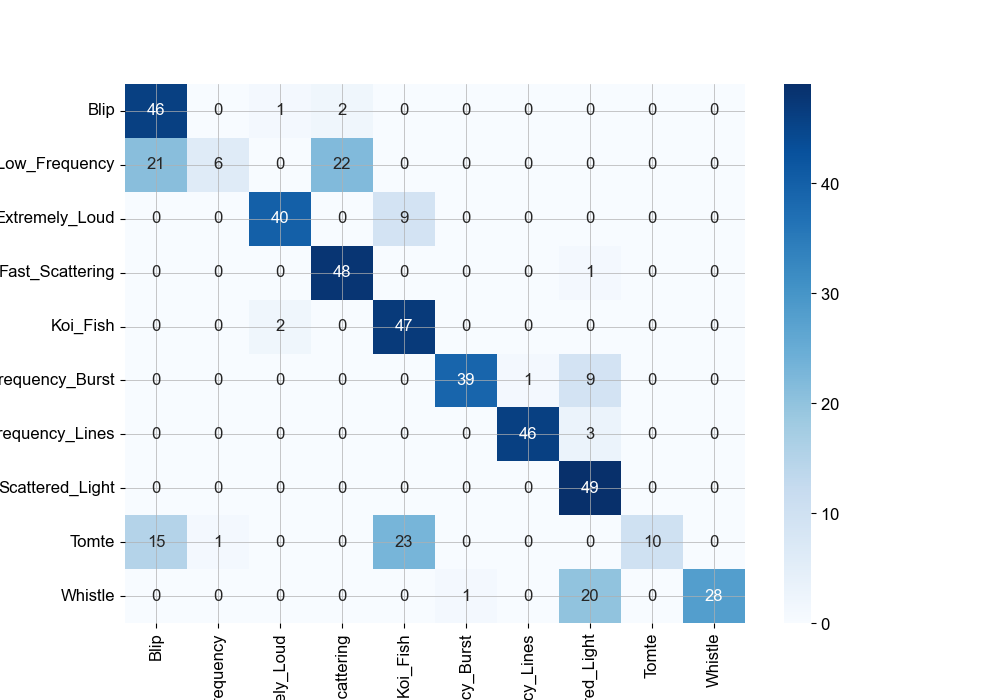 Blip 46 0 1 2 0 0 0 0 0 0
Low_Frequency 21 6 0 22 0 0 0 0 0 0
Extremely_Loud 0 0 40 0 9 0 0 0 0 0
Fast_Scattering 0 0 0 48 0 0 0 1 0 0
Koi_Fish 0 0 2 0 47 0 0 0 0 0
requency_Burst 0 0 0 0 0 39 1 9 0 0
requency_Lines 0 0 0 0 0 0 46 3 0 0
Scattered_Light 0 0 0 0 0 0 0 49 0 0
Tomte 15 1 0 0 23 0 0 0 10 0
Whistle 0 0 0 0 0 1 0 20 0 28
Blip
equency
ely_Loud
cattering
Koi_Fish
cy_Burst
cy_Lines
red_Light
Tomte
Whistle
40
30
20
10
0